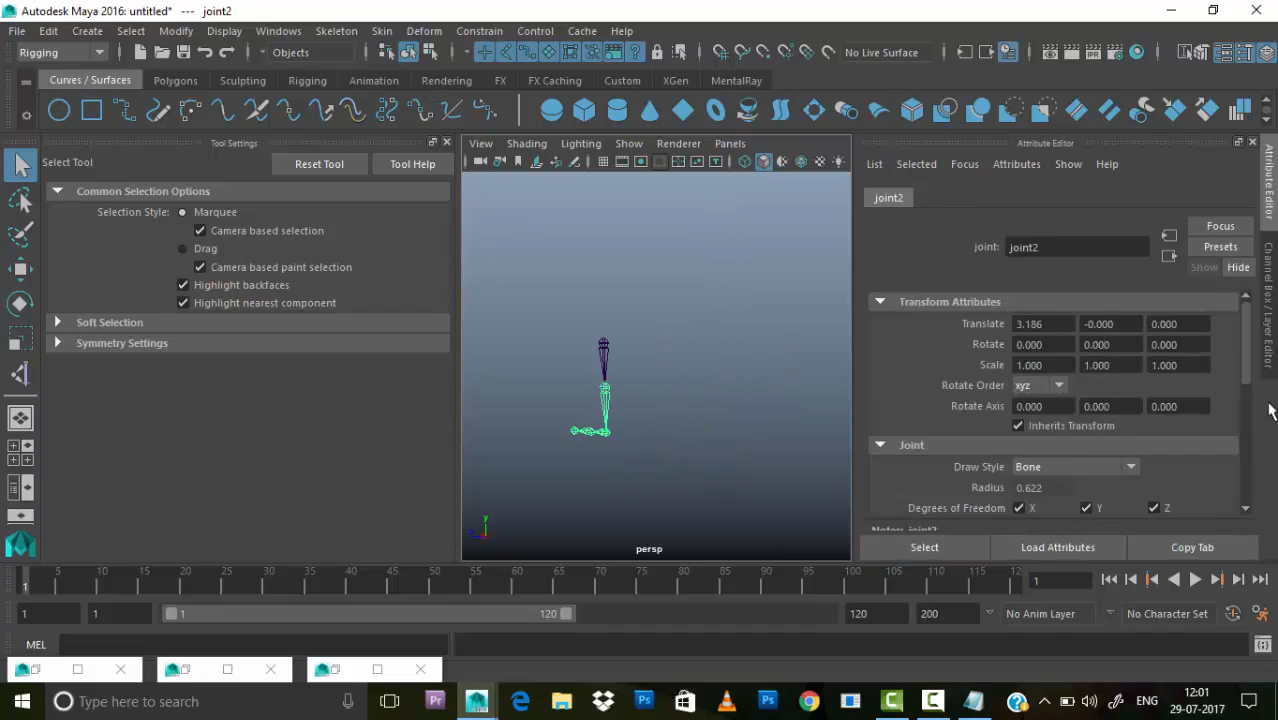 Autodesk Maya 2016: untitled* --- joint2
File Edit Create Select Modify Display Windows Skeleton Skin Deform Constrain Control Cache Help
Rigging Objects No Live Surface
Curves / Surfaces Polygons Sculpting Rigging Animation Rendering FX FX Caching Custom XGen MentalRay
Tool Settings
Select Tool Reset Tool Tool Help
Common Selection Options
Selection Style: Marquee
Camera based selection
Drag
Camera based paint selection
Highlight backfaces
Highlight nearest component
Soft Selection
Symmetry Settings
View Shading Lighting Show Renderer Panels
y
persp
Attribute Editor
List Selected Focus Attributes Show Help
joint2
Focus
joint: joint2 Presets
Show Hide
Transform Attributes
Translate 3.186 -0.000 0.000
Rotate 0.000 0.000 0.000
Scale 1.000 1.000 1.000
Rotate Order xyz
Rotate Axis 0.000 0.000 0.000
Inherits Transform
Joint
Draw Style Bone
Radius 0.622
Degrees of Freedom X Y Z
Notes: joint2
Select Load Attributes Copy Tab
Attribute Editor
Channel Box / Layer Editor
5 10 15 20 25 30 35 40 45 50 55 60 65 70 75 80 85 90 95 100 105 110 115 12
1 1
1 1 1 120 120 200 No Anim Layer No Character Set
MEL
Type here to search
ENG 12:01
29-07-2017